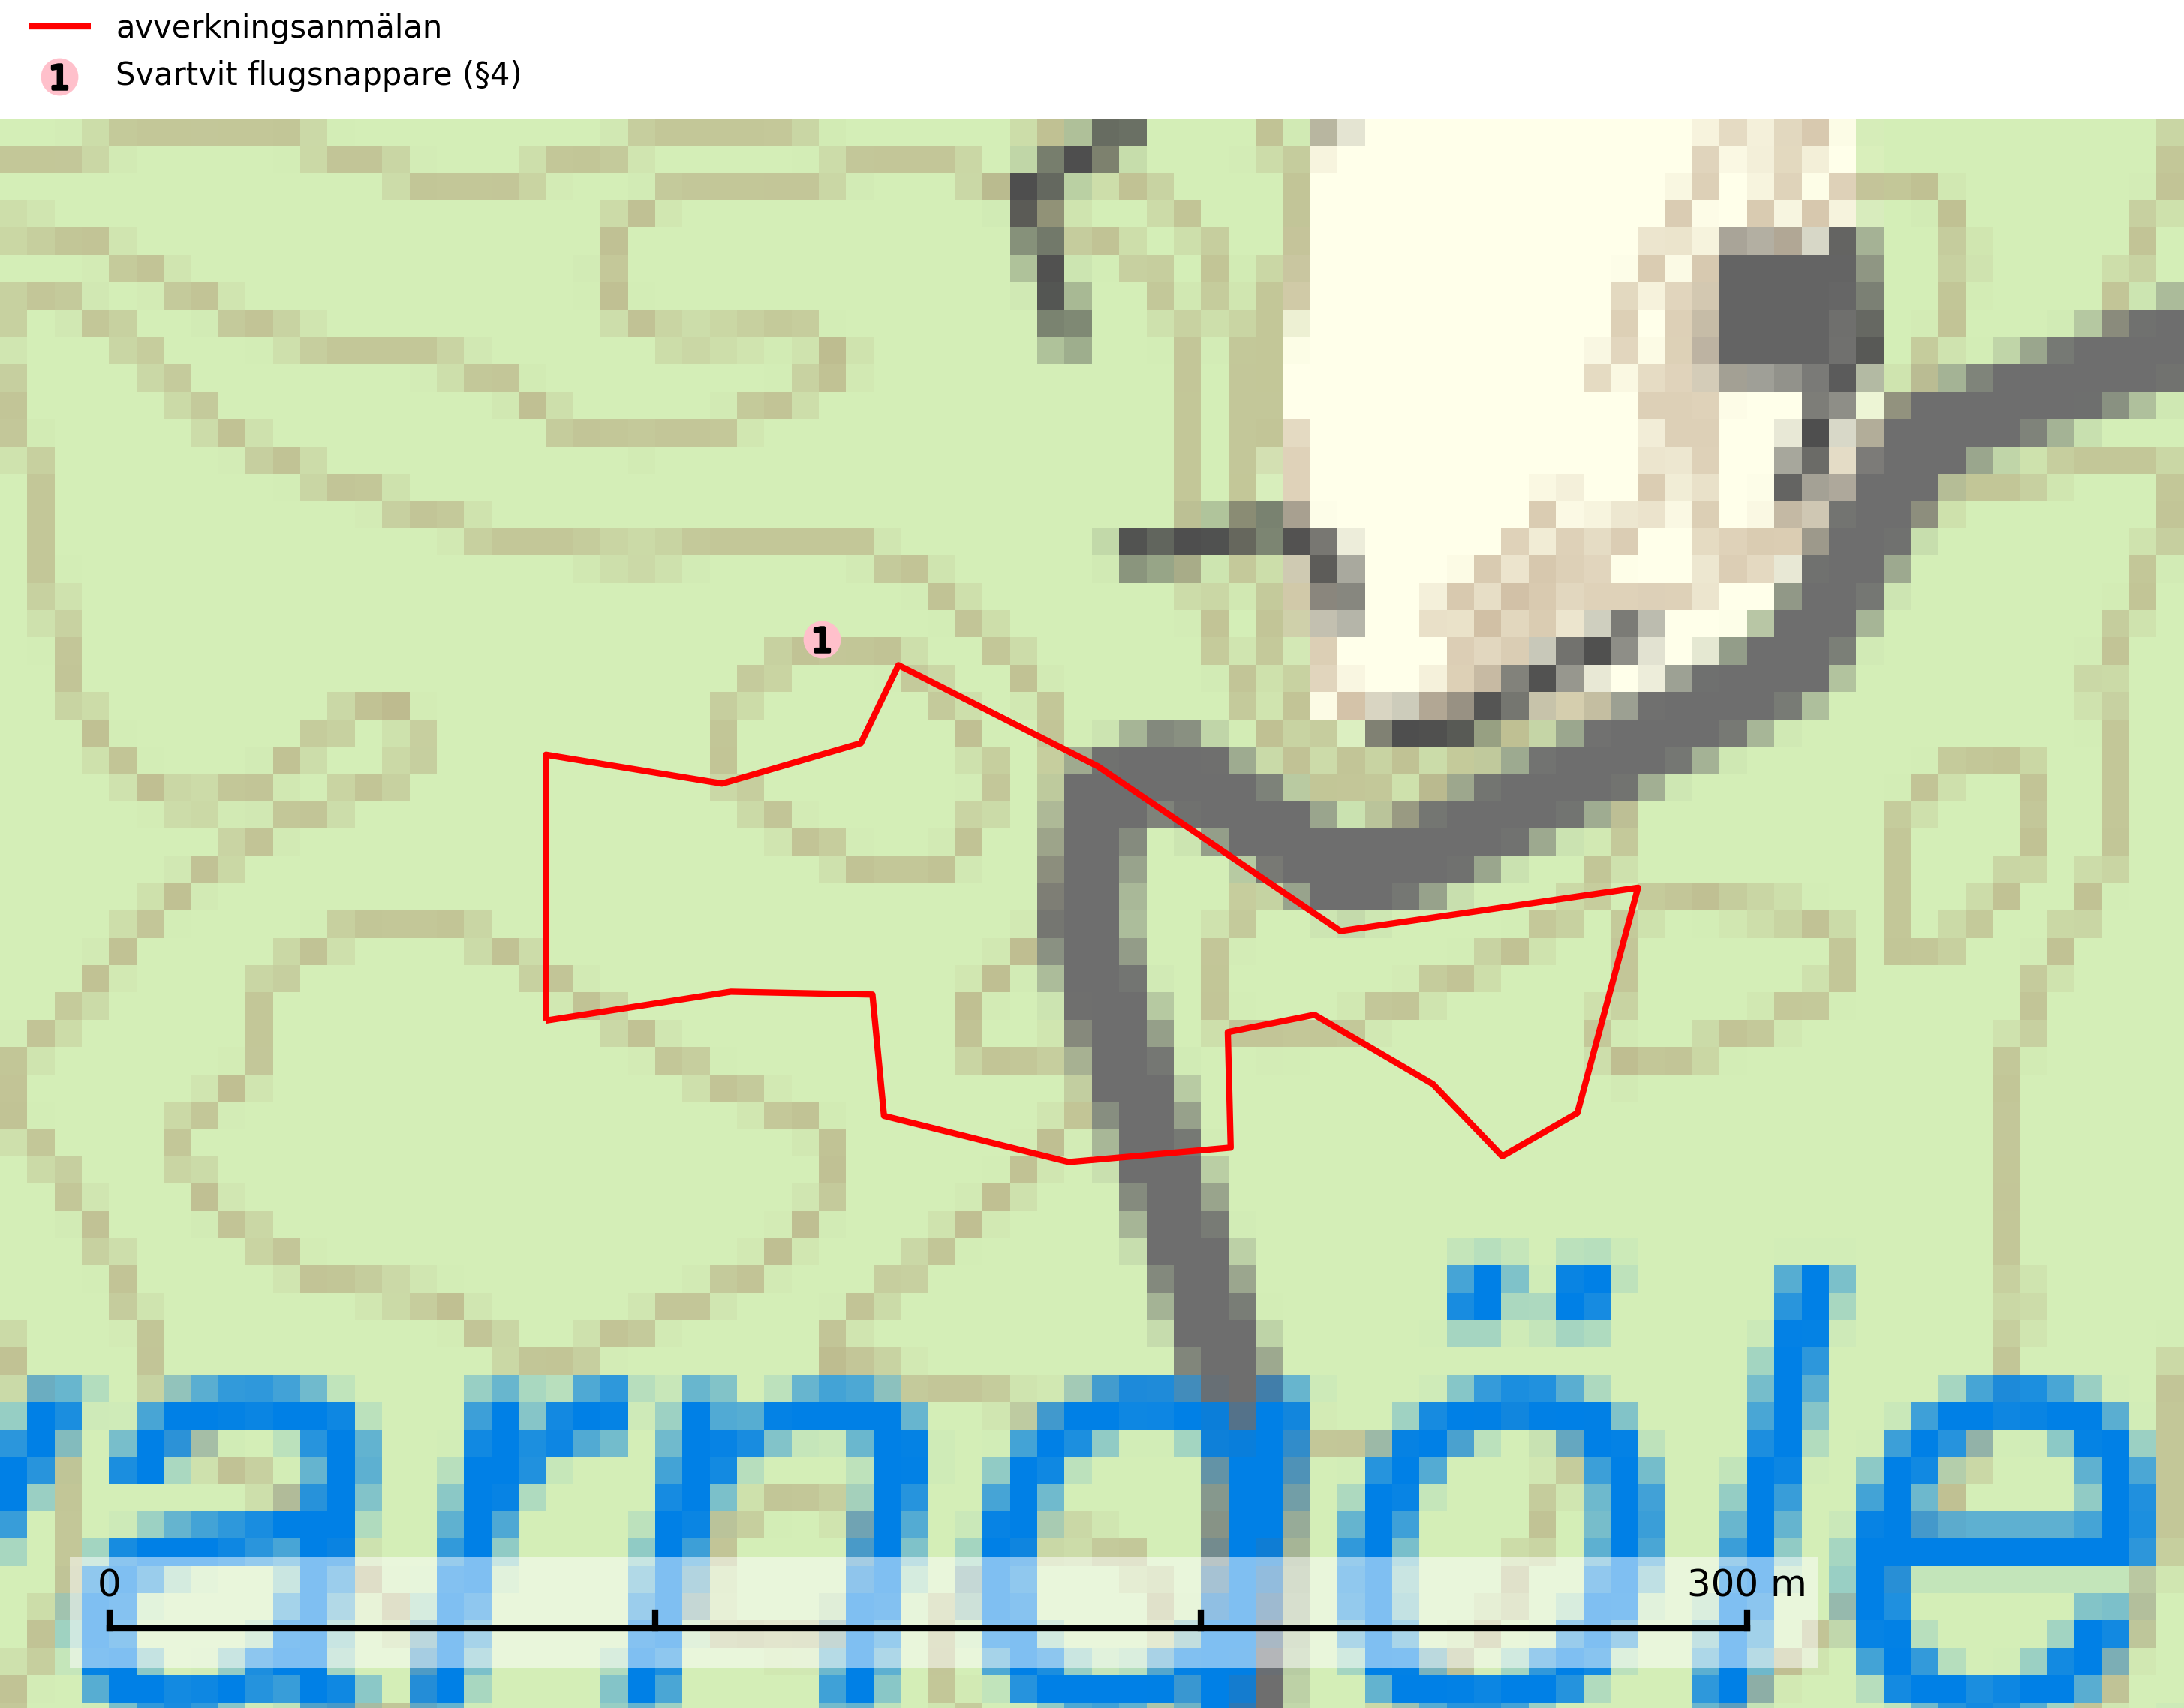 avverkningsanmälan
1 Svartvit flugsnappare (§4)
1
0 300 m